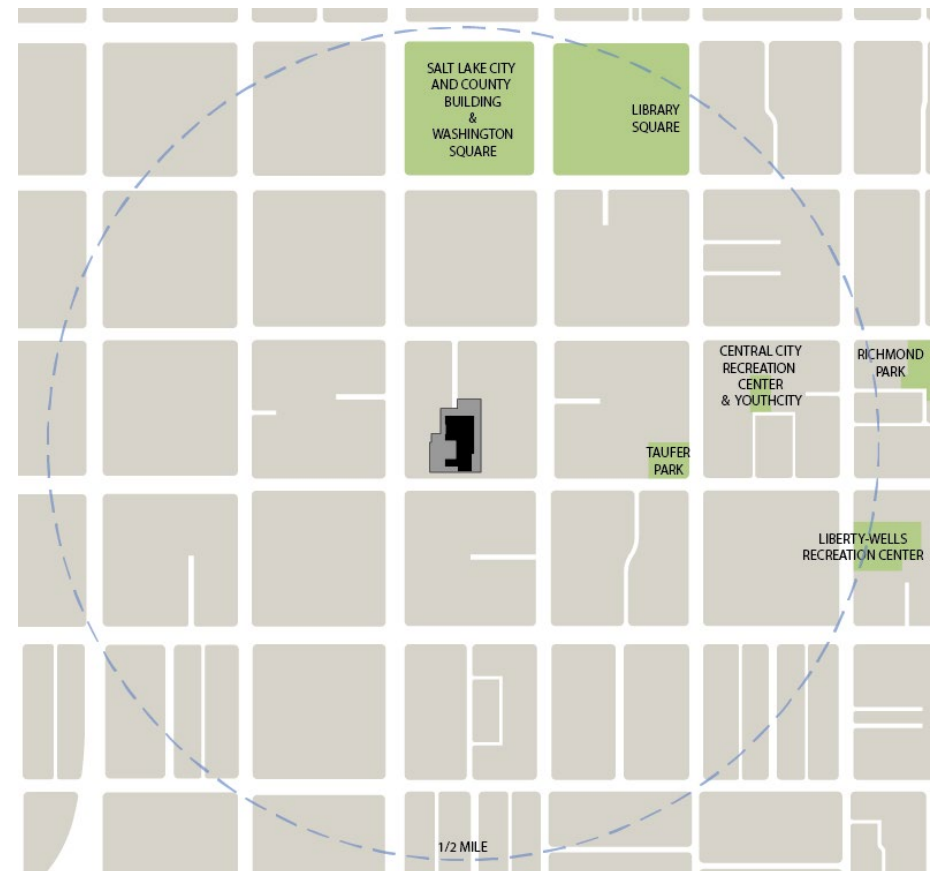 SALT LAKE CITY
AND COUNTY
BUILDING
&
WASHINGTON
SQUARE
LIBRARY
SQUARE
CENTRAL CITY
RECREATION
CENTER
& YOUTHCITY
RICHMOND
PARK
TAUFER
PARK
LIBERTY-WELLS
RECREATION CENTER
1/2 MILE